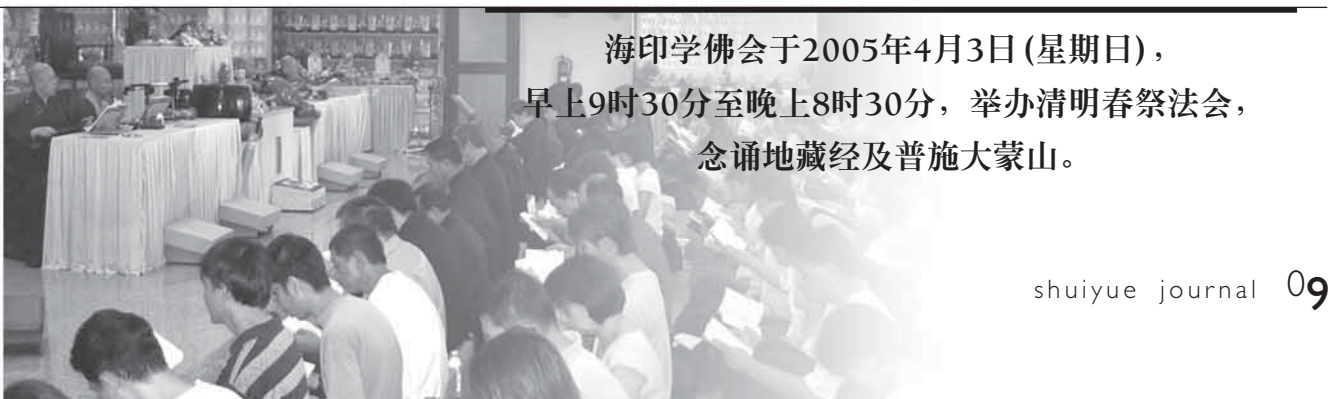 海印学佛会于2005年4月3日(星期日)，
早上9时30分至晚上8时30分，举办清明春祭法会，
念诵地藏经及普施大蒙山。
shuiyue journal 09